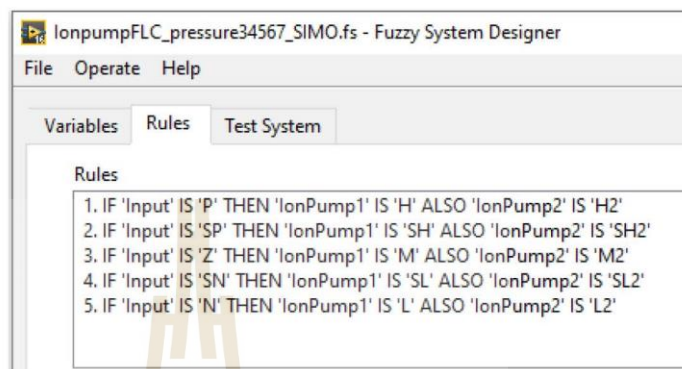 IonpumpFLC_pressure34567_SIMO.fs - Fuzzy System Designer
File Operate Help
Variables Rules Test System
Rules
1. IF 'Input' IS 'P' THEN 'IonPump1' IS 'H' ALSO 'IonPump2' IS 'H2'
2. IF 'Input' IS 'SP' THEN 'IonPump1' IS 'SH' ALSO 'IonPump2' IS 'SH2'
3. IF 'Input' IS 'Z' THEN 'IonPump1' IS 'M' ALSO 'IonPump2' IS 'M2'
4. IF 'Input' IS 'SN' THEN 'IonPump1' IS 'SL' ALSO 'IonPump2' IS 'SL2'
5. IF 'Input' IS 'N' THEN 'IonPump1' IS 'L' ALSO 'IonPump2' IS 'L2'